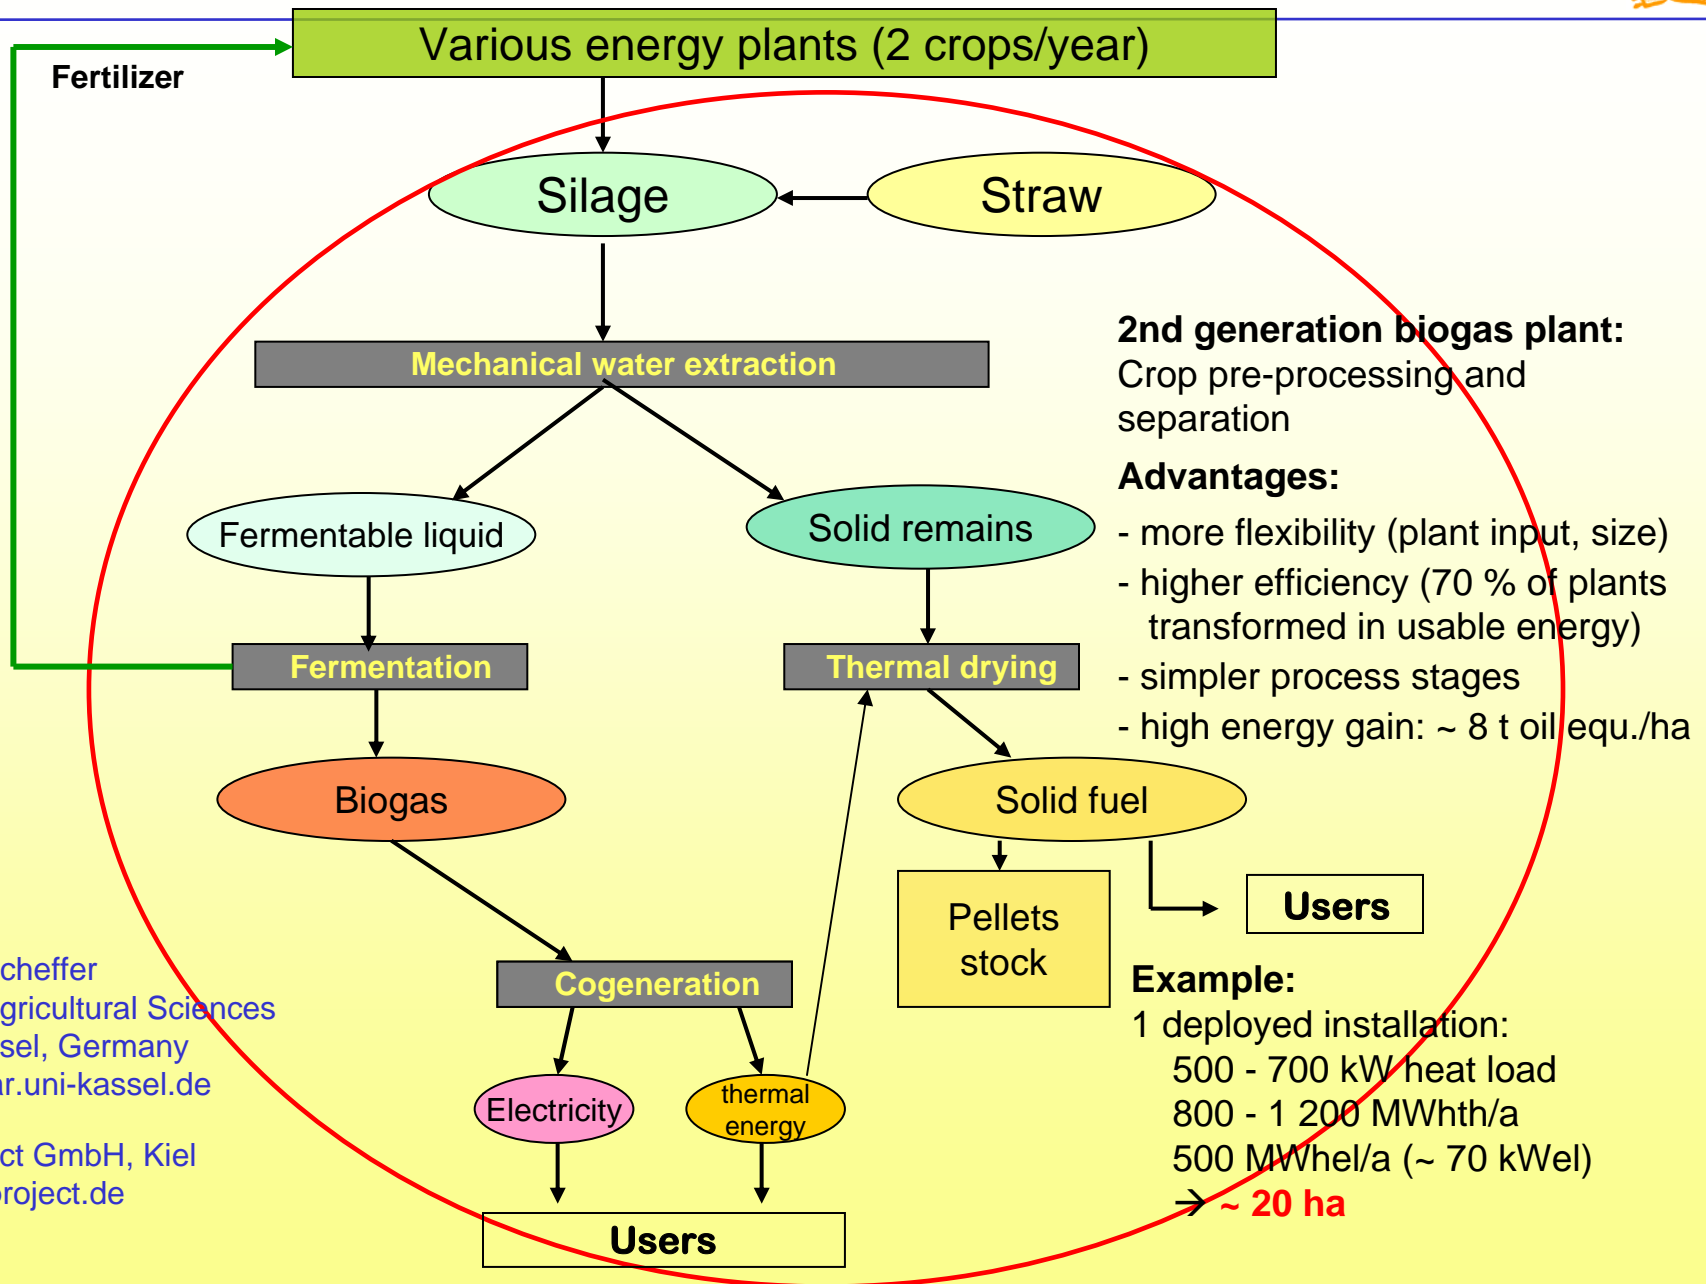 Various energy plants (2 crops/year)
Fertilizer
Silage
Straw
Mechanical water extraction
Fermentable liquid
Solid remains
Fermentation
Thermal drying
Biogas
Solid fuel
Pellets
stock
Users
Cogeneration
Electricity
thermal
energy
Users
2nd generation biogas plant:
Crop pre-processing and
separation
Advantages:
- more flexibility (plant input, size)
- higher efficiency (70 % of plants
transformed in usable energy)
- simpler process stages
- high energy gain: ~ 8 t oil equ./ha
Example:
1 deployed installation:
500 - 700 kW heat load
800 - 1 200 MWhth/a
500 MWhel/a (~ 70 kWel)
→ ~ 20 ha
cheffer
gricultural Sciences
sel, Germany
ar.uni-kassel.de
ct GmbH, Kiel
project.de